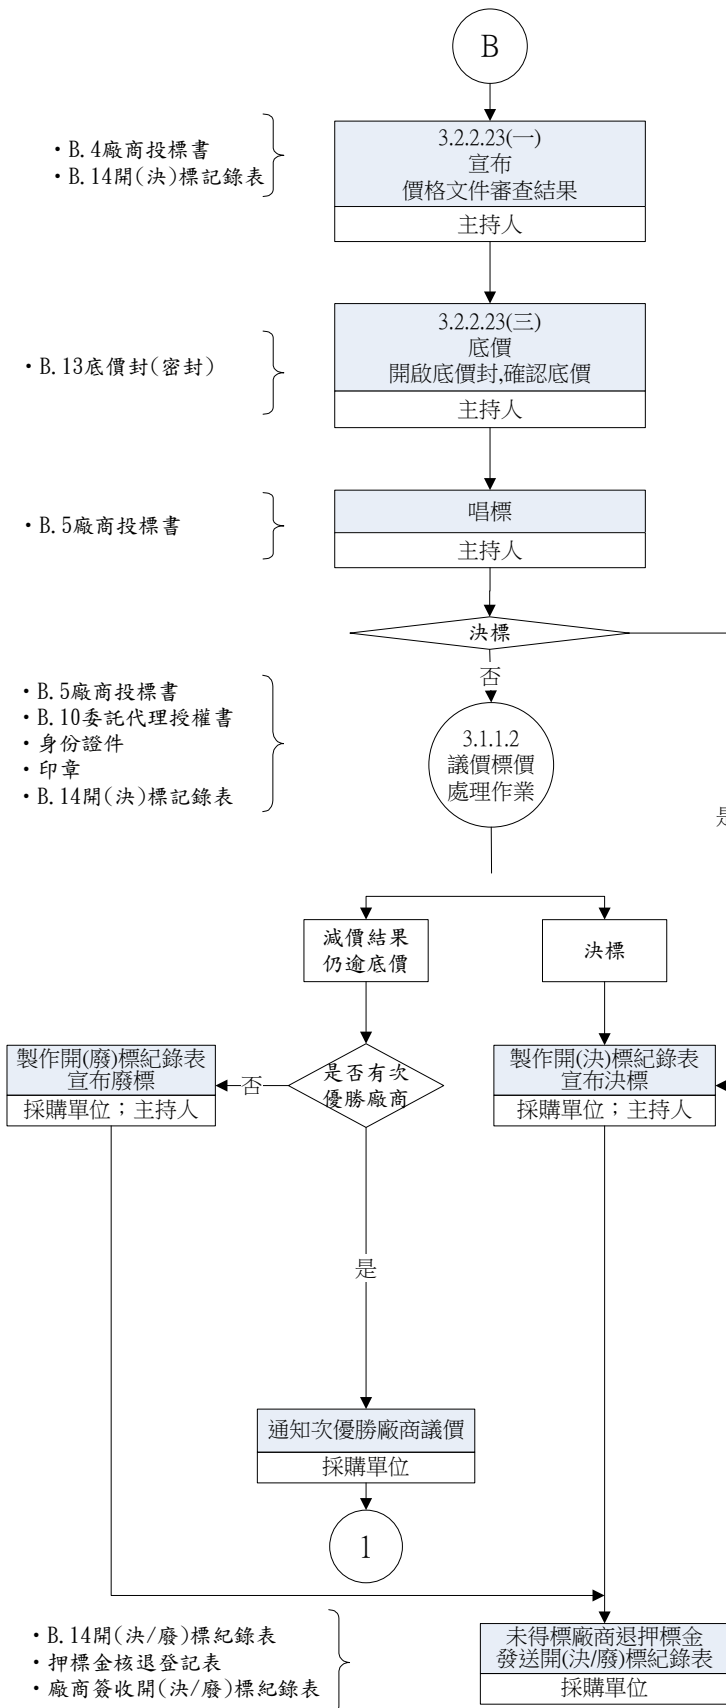 B
・B.4廠商投標書
・B.14開(決)標記錄表
3.2.2.23(一)
宣布
價格文件審查結果
主持人
・B.13底價封(密封)
3.2.2.23(三)
底價
開啟底價封,確認底價
主持人
・B.5廠商投標書
唱標
主持人
決標
否
・B.5廠商投標書
・B.10委託代理授權書
・身份證件
・印章
・B.14開(決)標記錄表
3.1.1.2
議價標價
處理作業
是
減價結果
仍逾底價
決標
製作開(廢)標紀錄表
宣布廢標
採購單位；主持人
否
是否有次
優勝廠商
製作開(決)標紀錄表
宣布決標
採購單位；主持人
是
通知次優勝廠商議價
採購單位
1
・B.14開(決/廢)標紀錄表
・押標金核退登記表
・廠商簽收開(決/廢)標紀錄表
未得標廠商退押標金
發送開(決/廢)標紀錄表
採購單位